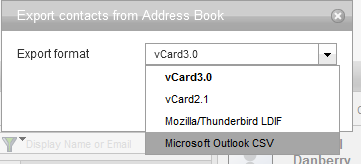 Export contacts from Address Book
Export format
vCard3.0
vCard3.0
vCard2.1
Mozilla/Thunderbird LDIF
Microsoft Outlook CSV
Display Name or Email
Danberry